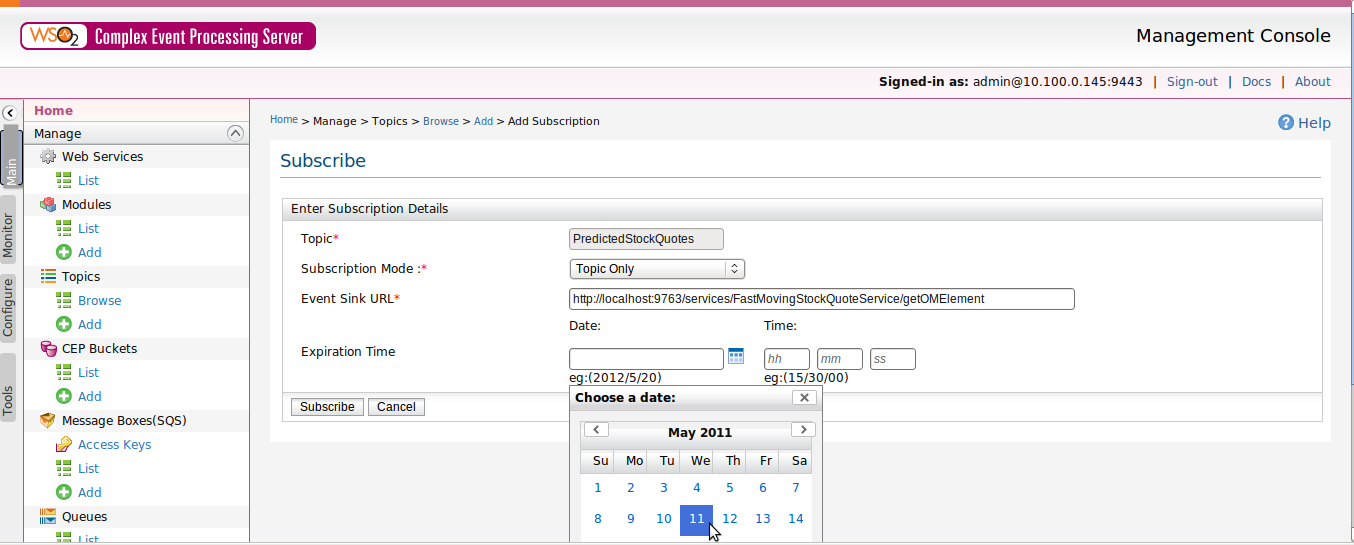 WSO2 Complex Event Processing Server
Management Console
Signed-in as: admin@10.100.0.145:9443 | Sign-out | Docs | About
Main
Monitor
Configure
Tools
Home
Manage
Web Services
List
Modules
List
Add
Topics
Browse
Add
CEP Buckets
List
Add
Message Boxes(SQS)
Access Keys
List
Add
Queues
List
Home > Manage > Topics > Browse > Add > Add Subscription
Help
Subscribe
Enter Subscription Details
Topic* PredictedStockQuotes
Subscription Mode :* Topic Only
Event Sink URL* http://localhost:9763/services/FastMovingStockQuoteService/getOMElement
Date: Time:
Expiration Time hh mm ss
eg:(2012/5/20) eg:(15/30/00)
Subscribe Cancel
Choose a date:
May 2011
Su Mo Tu We Th Fr Sa
1 2 3 4 5 6 7
8 9 10 11 12 13 14